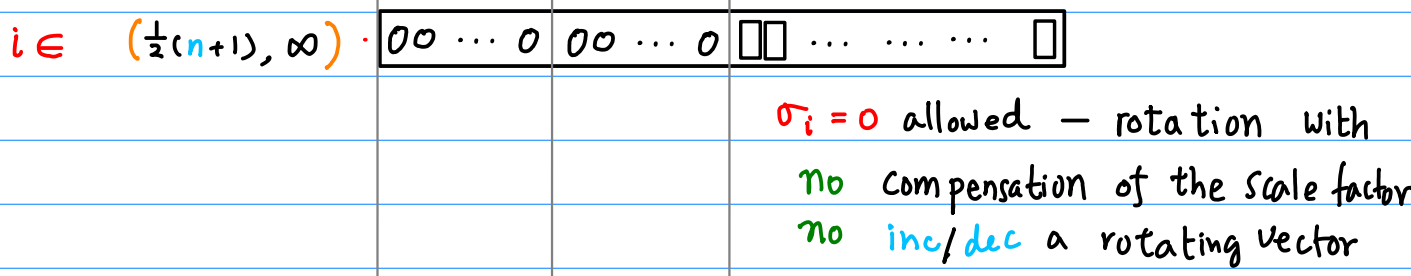 i ∈ (½(n+1), ∞) · 00 ··· 0 00 ··· 0 □□ ··· ··· ··· □
σᵢ = 0 allowed — rotation with
no compensation of the scale factor
no inc/dec a rotating vector